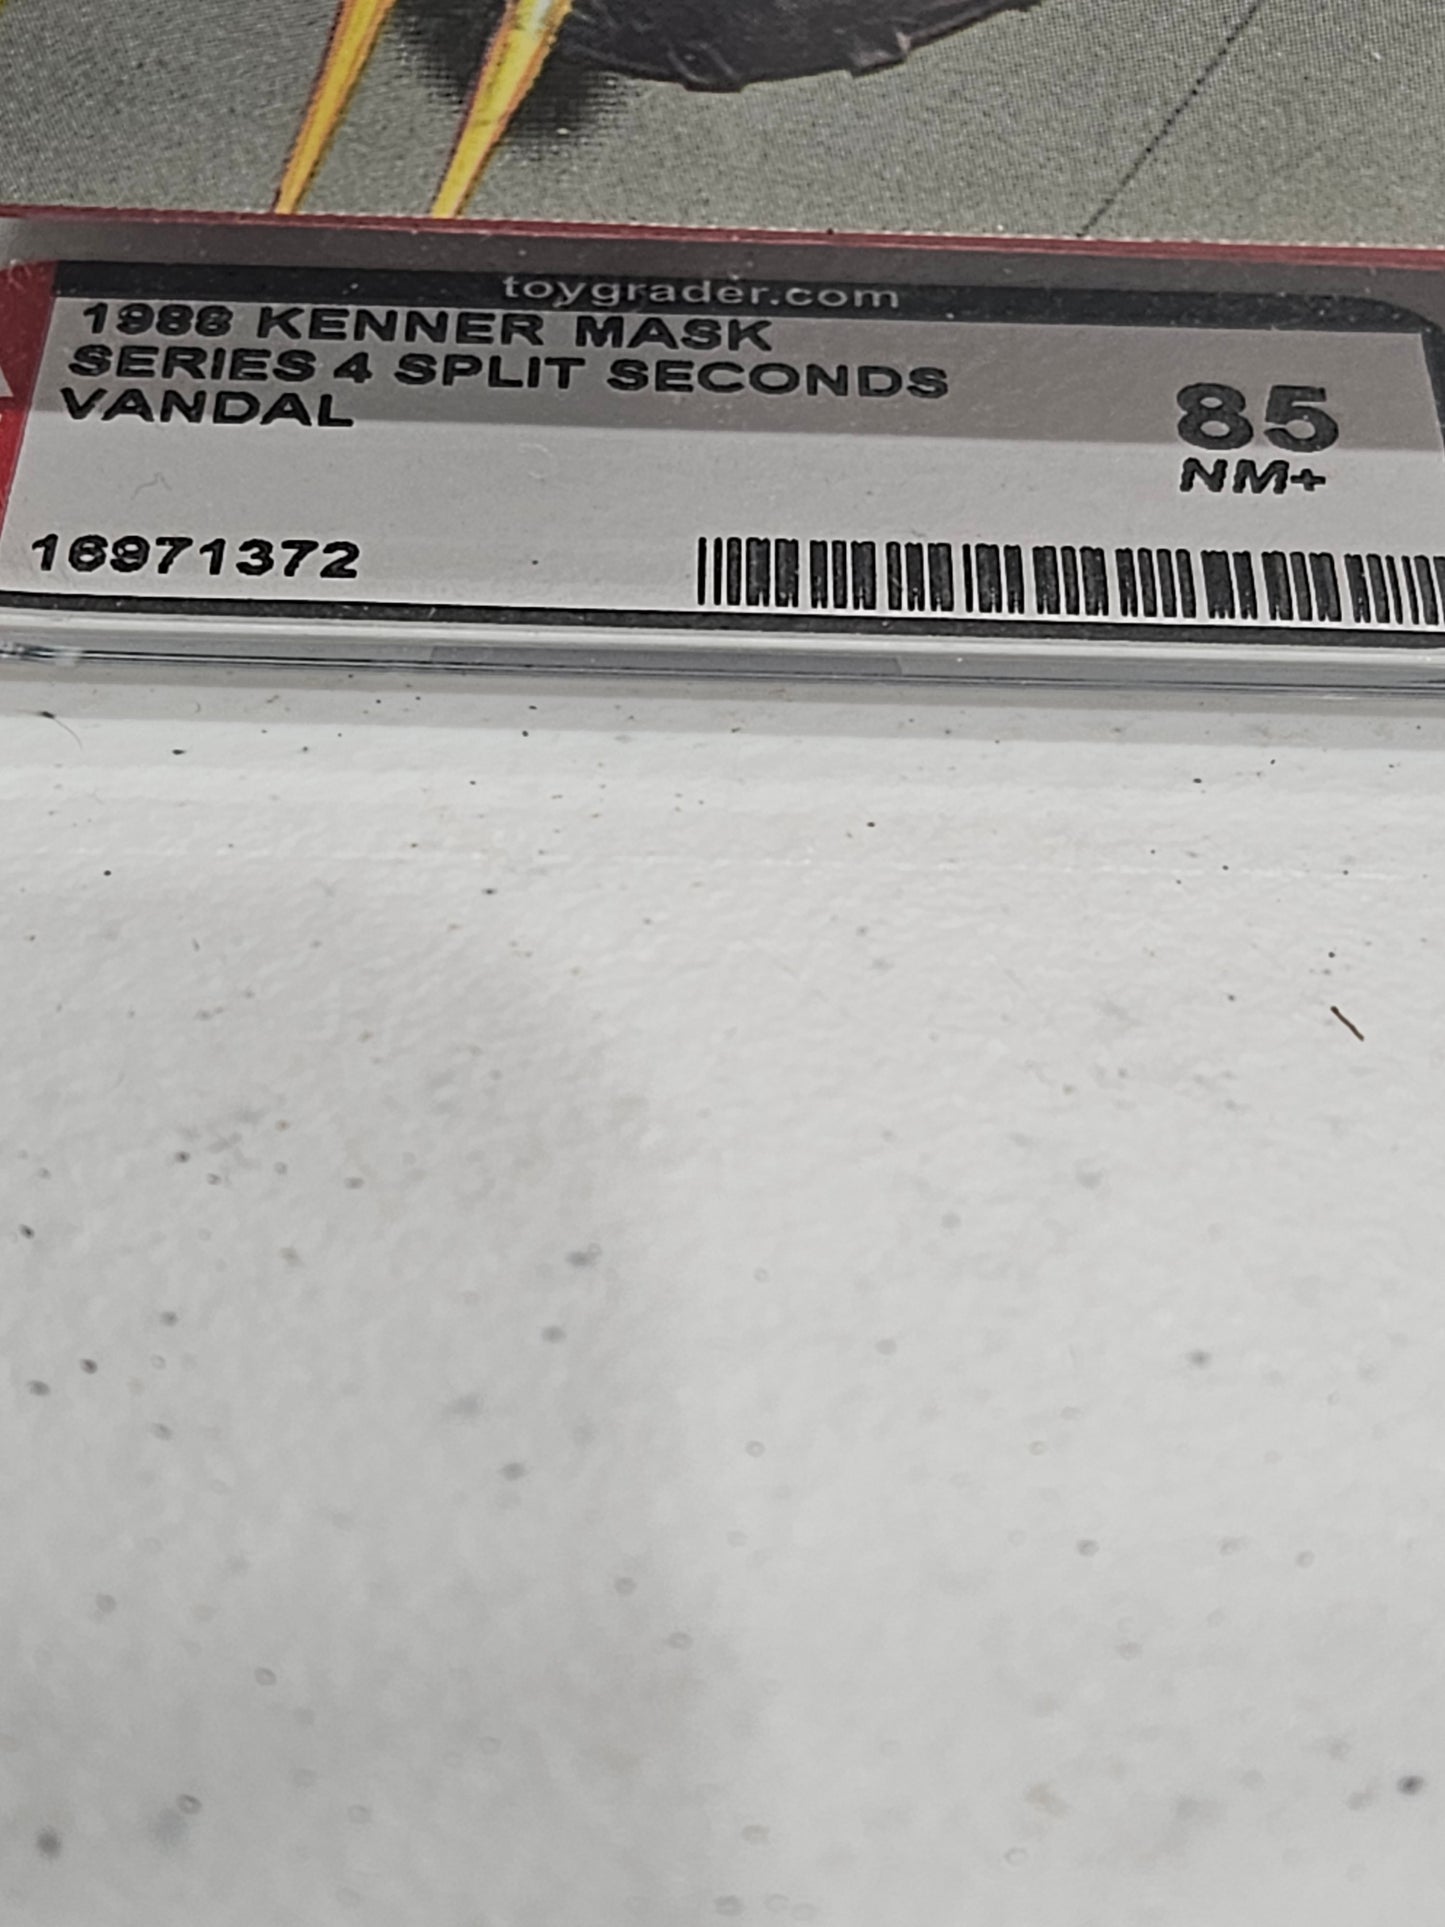 toygrader.com
1988 KENNER MASK
SERIES 4 SPLIT SECONDS
VANDAL
85
NM+
16971372